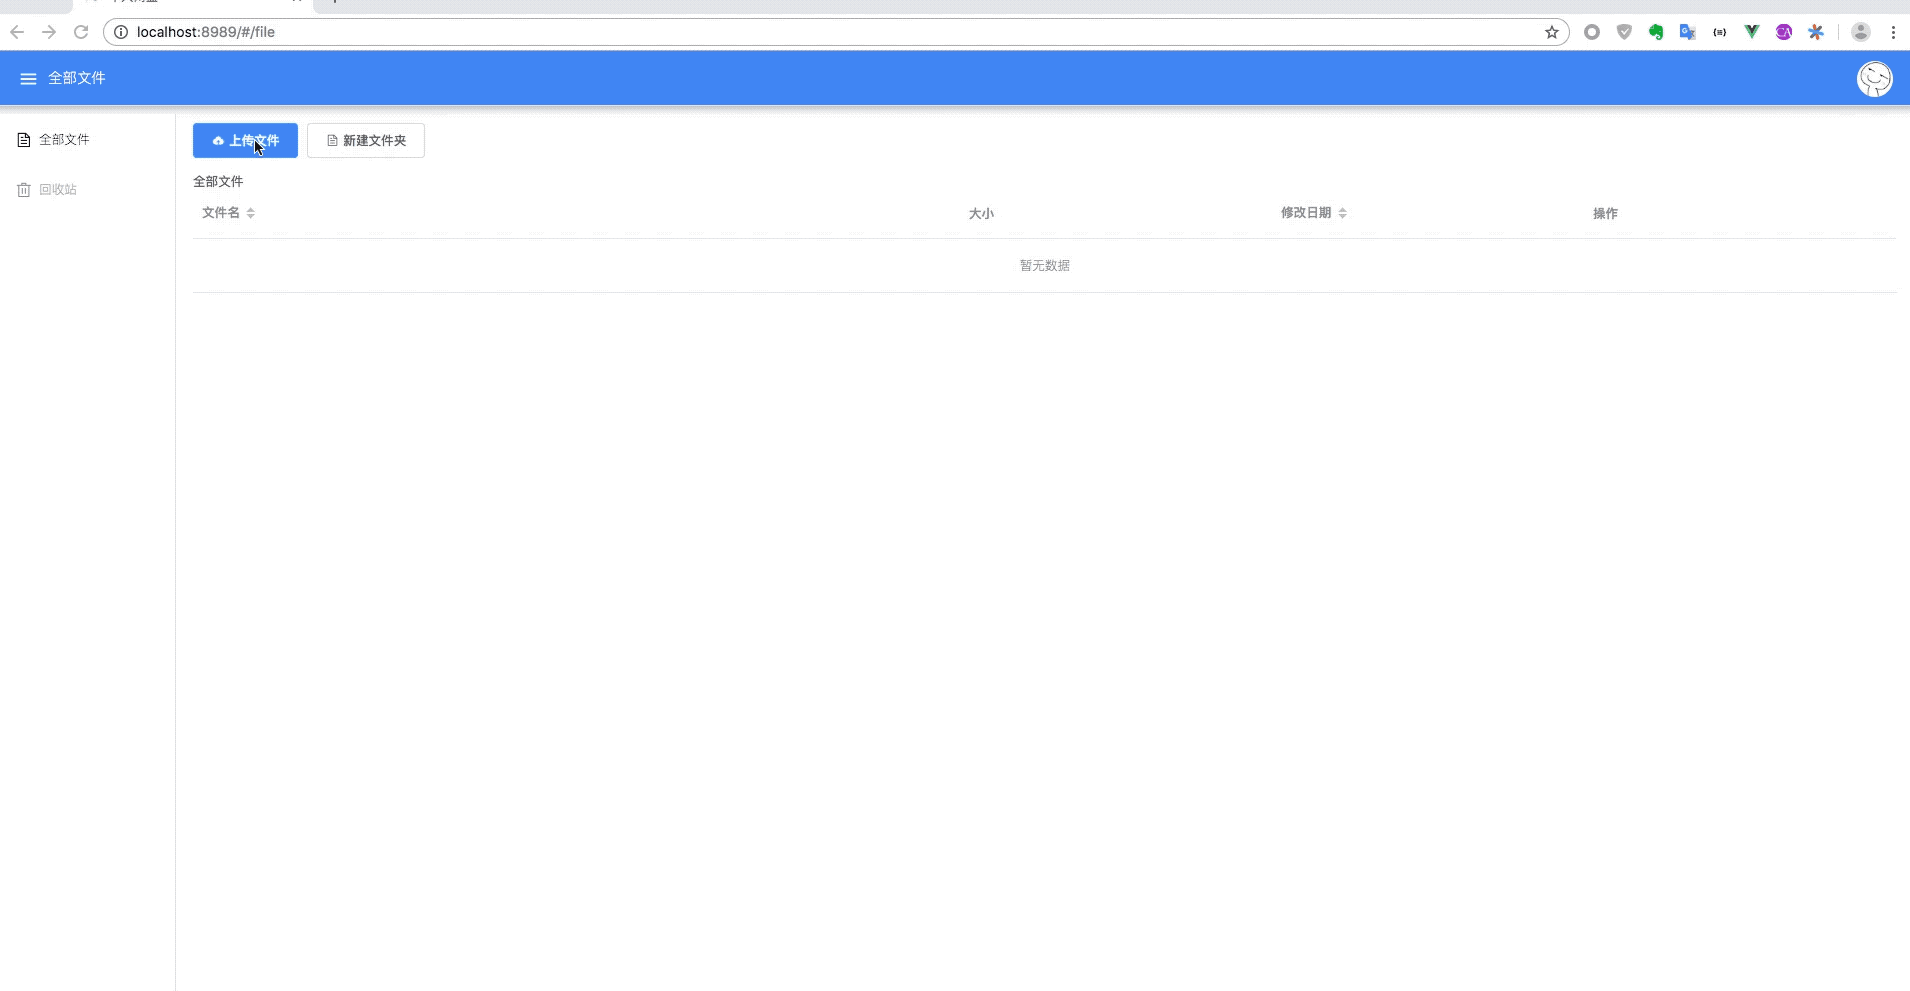 localhost:8989/#/file
全部文件
全部文件
回收站
上传文件 新建文件夹
全部文件
文件名 大小 修改日期 操作
暂无数据